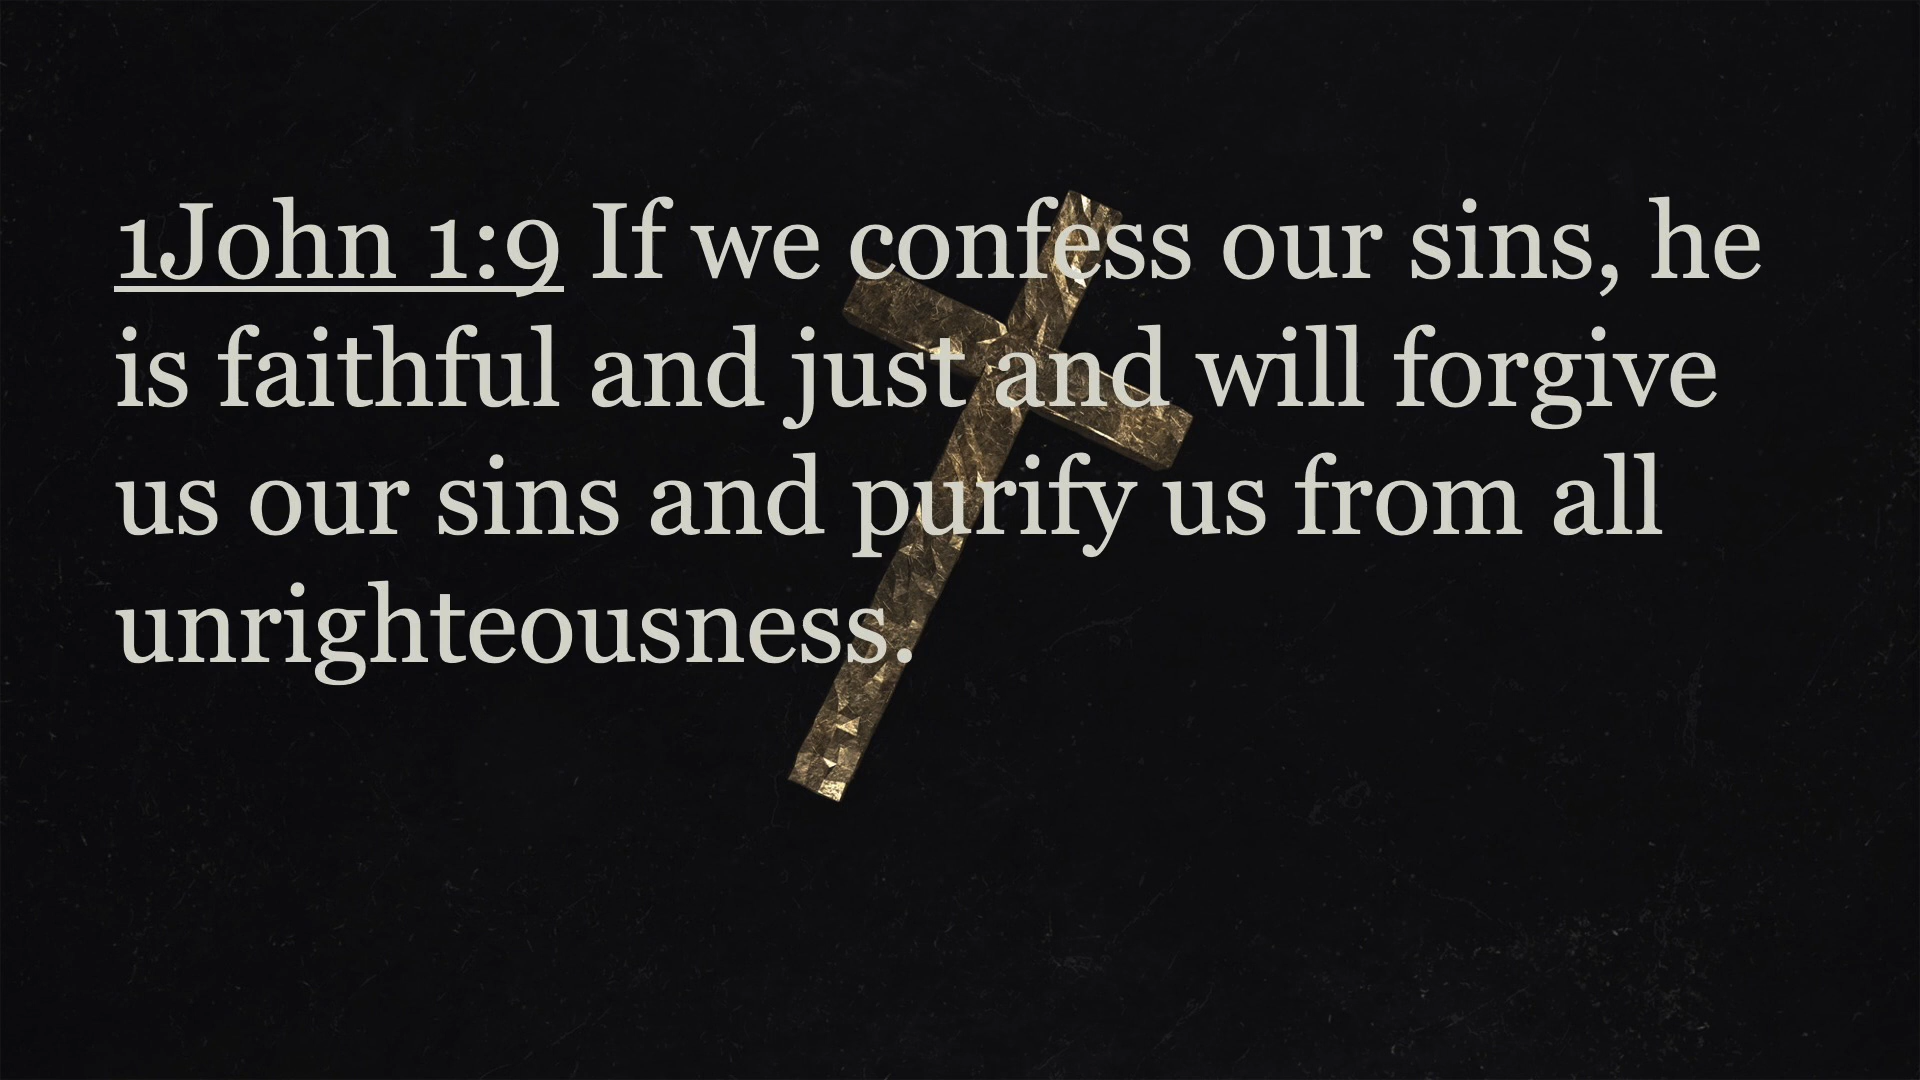 1John 1:9 If we confess our sins, he
is faithful and just and will forgive
us our sins and purify us from all
unrighteousness.